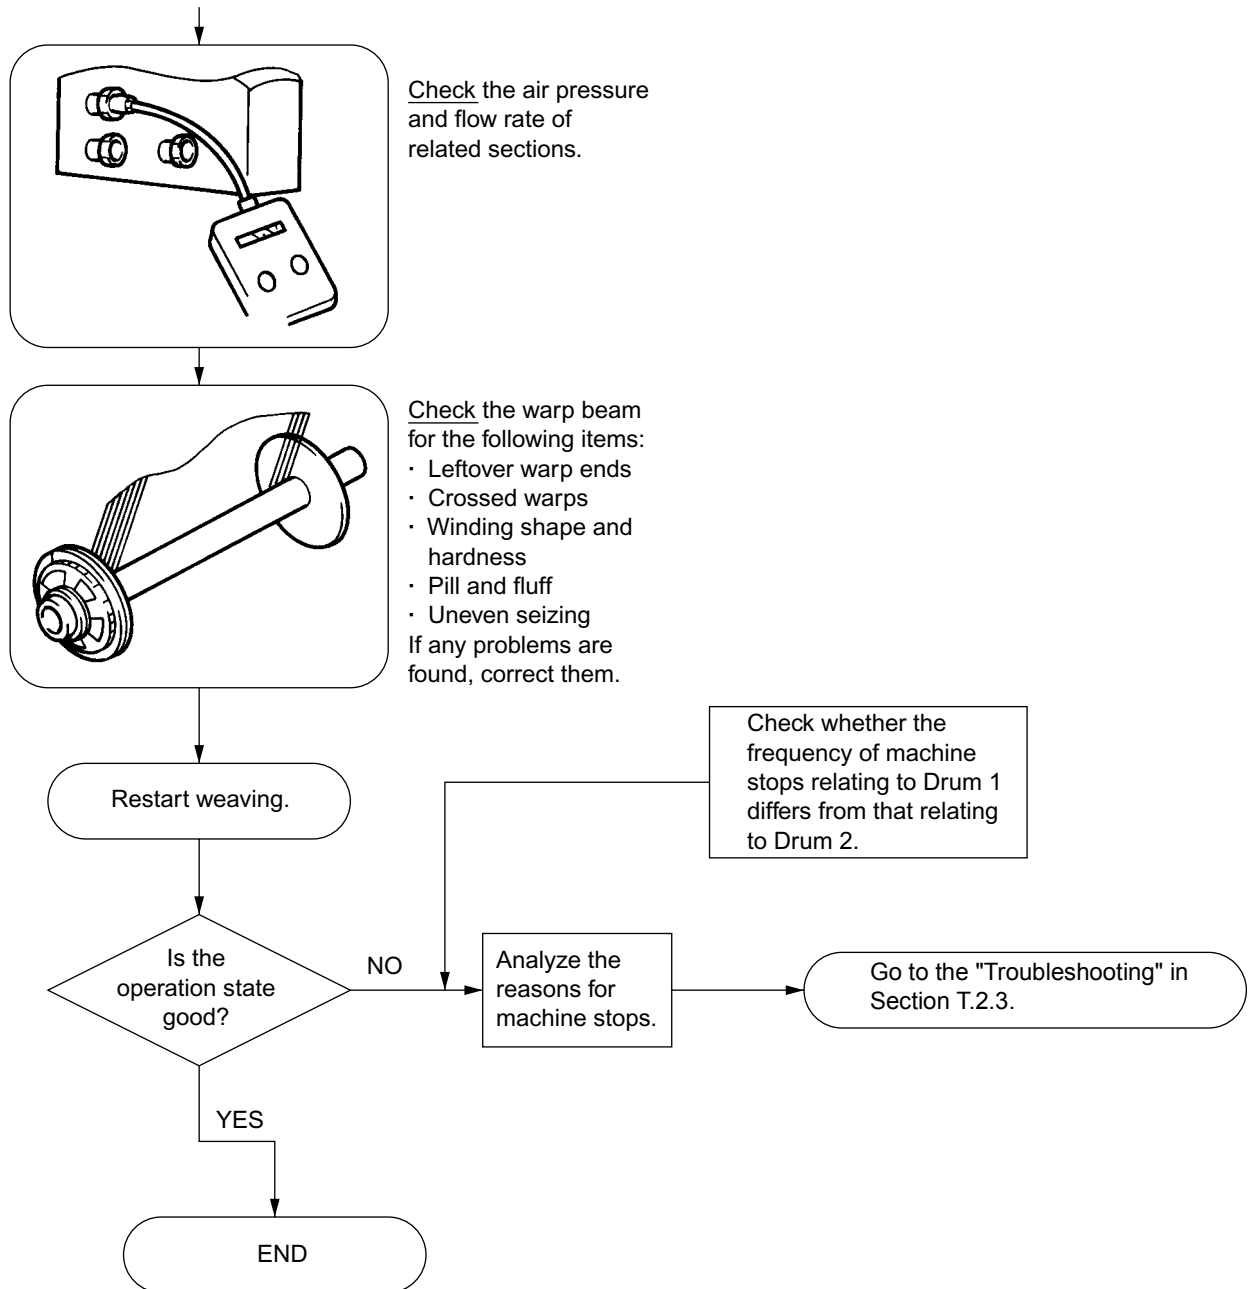 Check the air pressure
and flow rate of
related sections.
Check the warp beam
for the following items:
· Leftover warp ends
· Crossed warps
· Winding shape and
hardness
· Pill and fluff
· Uneven seizing
If any problems are
found, correct them.
Check whether the
frequency of machine
stops relating to Drum 1
differs from that relating
to Drum 2.
Restart weaving.
Is the
operation state
good?
NO
Analyze the
reasons for
machine stops.
Go to the "Troubleshooting" in
Section T.2.3.
YES
END